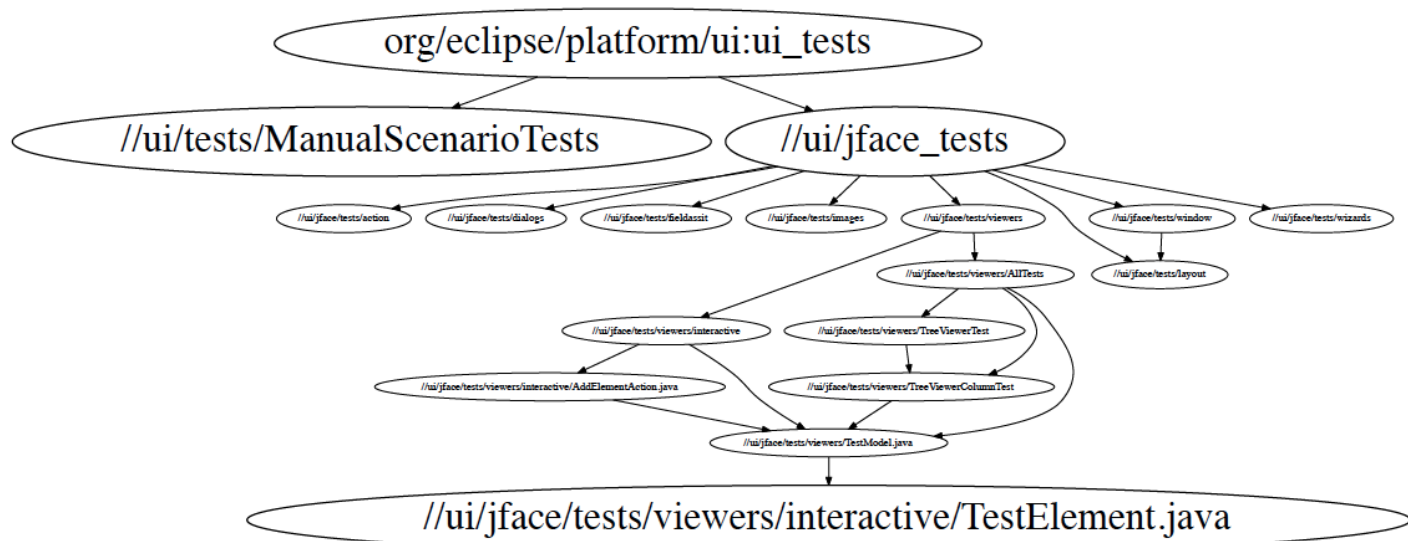 org/eclipse/platform/ui:ui_tests
//ui/tests/ManualScenarioTests
//ui/jface_tests
//ui/jface/tests/action
//ui/jface/tests/dialogs
//ui/jface/tests/fieldassit
//ui/jface/tests/images
//ui/jface/tests/viewers
//ui/jface/tests/window
//ui/jface/tests/wizards
//ui/jface/tests/viewers/AllTests
//ui/jface/tests/layout
//ui/jface/tests/viewers/interactive
//ui/jface/tests/viewers/TreeViewerTest
//ui/jface/tests/viewers/interactive/AddElementAction.java
//ui/jface/tests/viewers/TreeViewerColumnTest
//ui/jface/tests/viewers/TestModel.java
//ui/jface/tests/viewers/interactive/TestElement.java